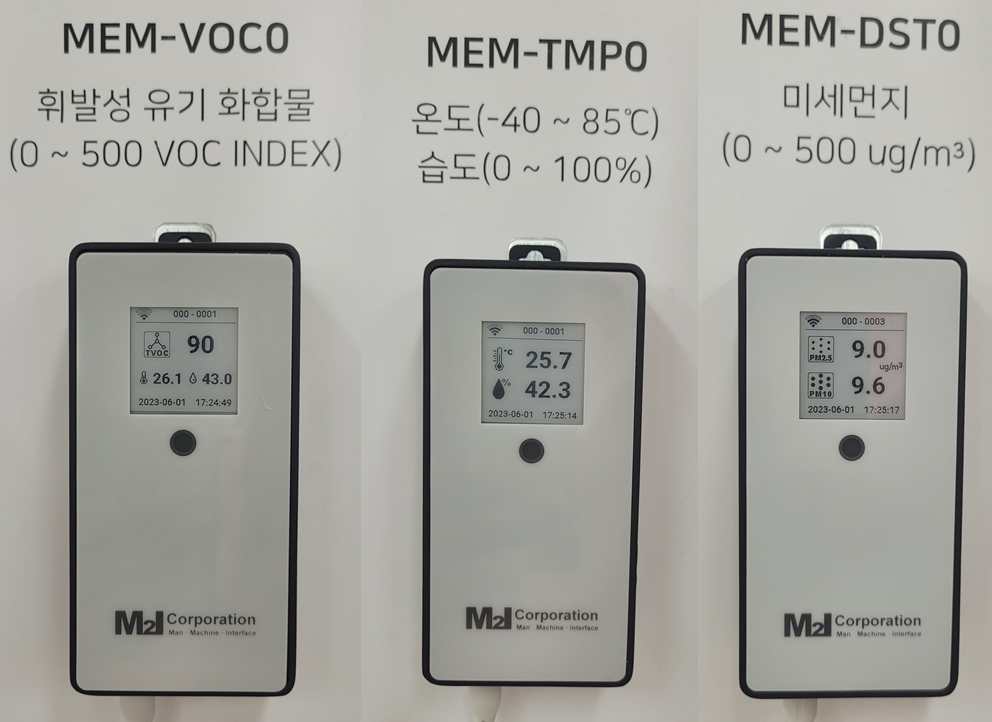 MEM-VOC0
휘발성 유기 화합물
(0 ~ 500 VOC INDEX)
000 - 0001
TVOC
90
26.1 43.0
2023-06-01 17:24:49
M2I Corporation
Man Machine Interface
MEM-TMP0
온도(-40 ~ 85℃)
습도(0 ~ 100%)
000 - 0001
°C
25.7
%
42.3
2023-06-01 17:25:14
M2I Corporation
Man Machine Interface
MEM-DST0
미세먼지
(0 ~ 500 ug/m³)
000 - 0003
PM2.5
9.0
ug/m³
PM10
9.6
2023-06-01 17:25:17
M2I Corporation
Man Machine Interface